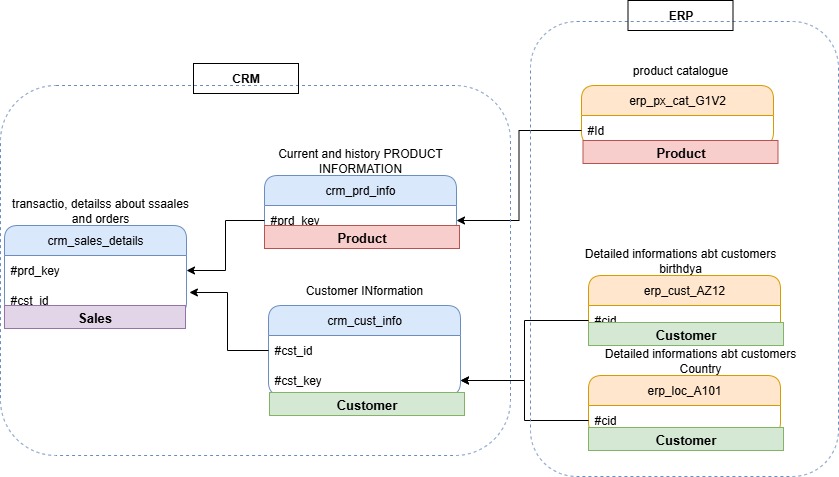 ERP
CRM
product catalogue
erp_px_cat_G1V2
#Id
Product
Current and history PRODUCT
INFORMATION
crm_prd_info
#prd_key
Product
transactio, detailss about ssaales
and orders
crm_sales_details
#prd_key
#cst_id
Sales
Customer INformation
crm_cust_info
#cst_id
#cst_key
Customer
Detailed informations abt customers
birthdya
erp_cust_AZ12
#cid
Customer
Detailed informations abt customers
Country
erp_loc_A101
#cid
Customer